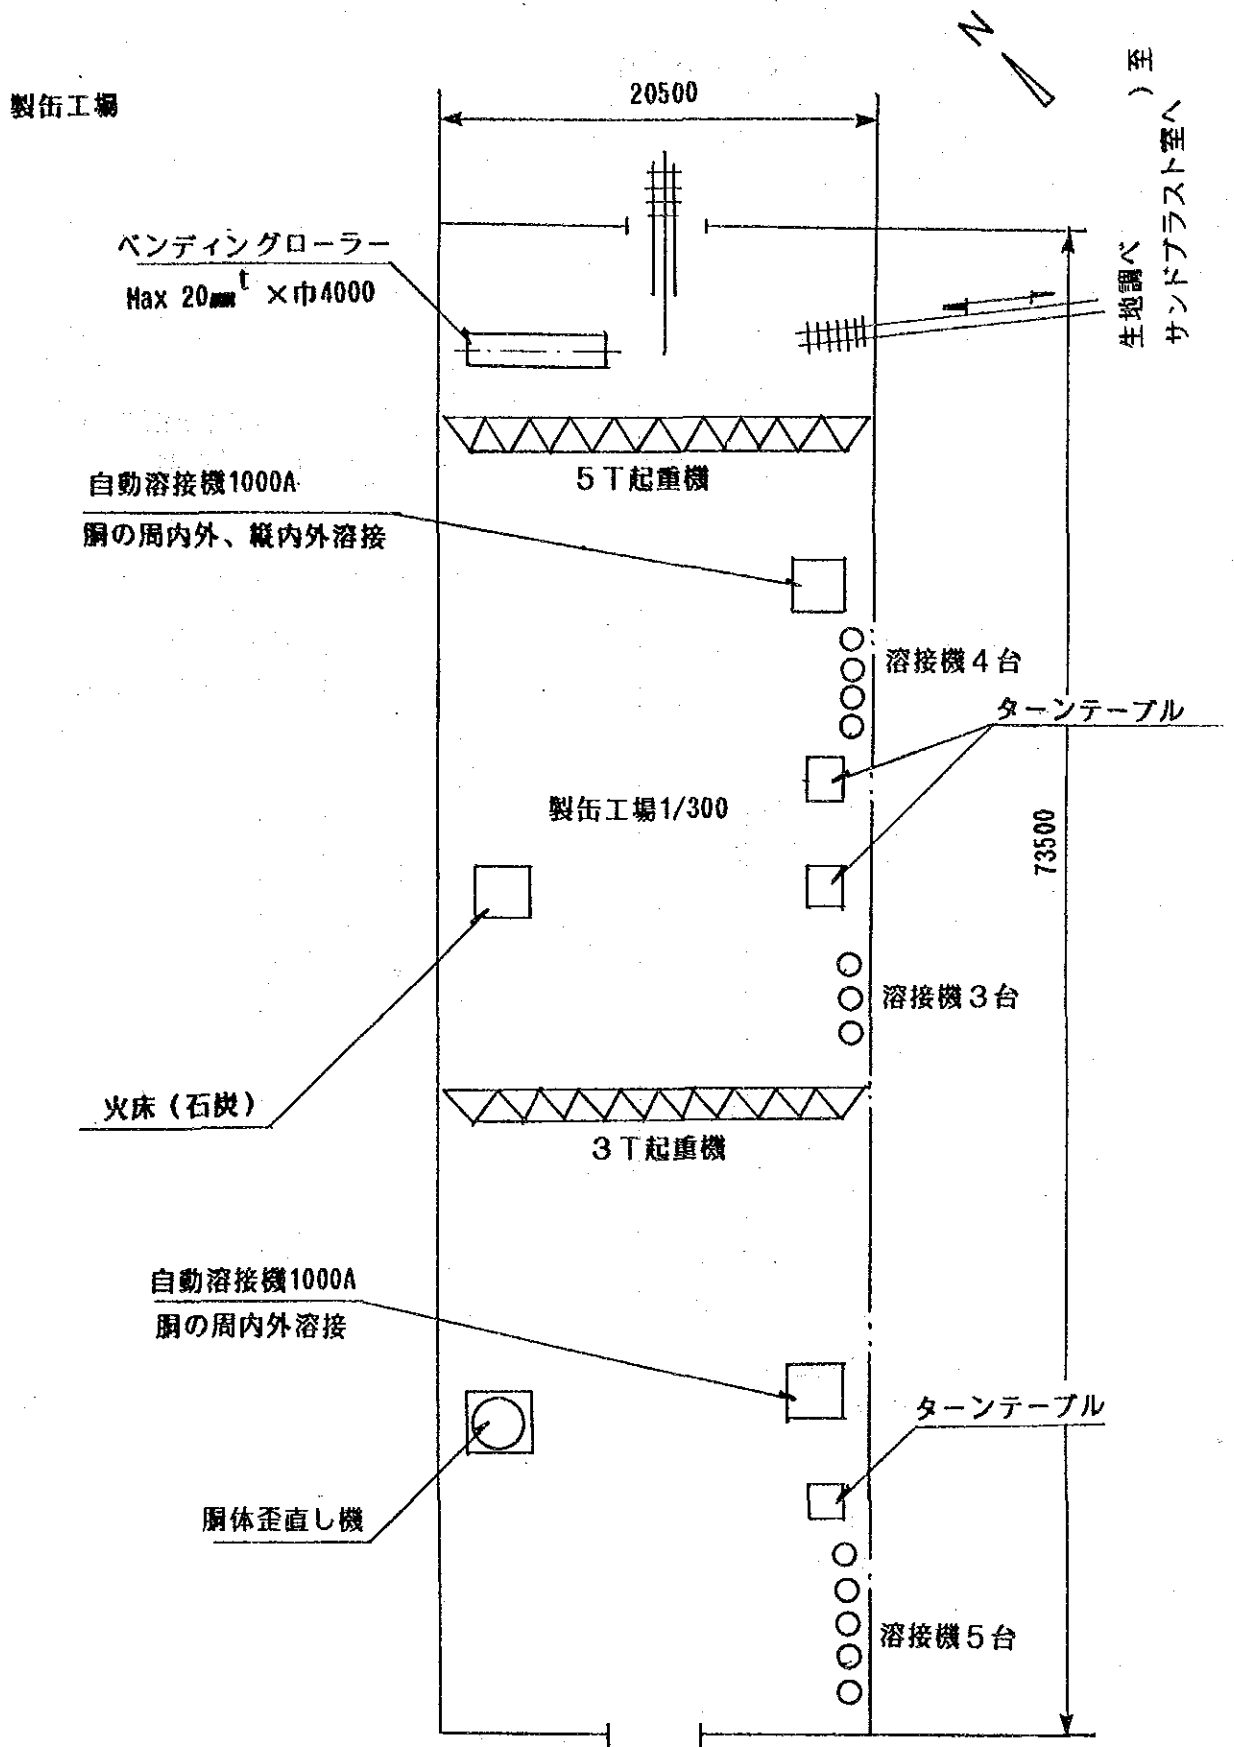 N
製缶工場
20500
)至
生地調べ
サンドブラスト室へ
ベンディングローラー
Max 20mm t ×巾4000
5T起重機
自動溶接機1000A
胴の周内外、縦内外溶接
溶接機4台
ターンテーブル
製缶工場1/300
73500
溶接機3台
火床(石炭)
3T起重機
自動溶接機1000A
胴の周内外溶接
ターンテーブル
胴体歪直し機
溶接機5台